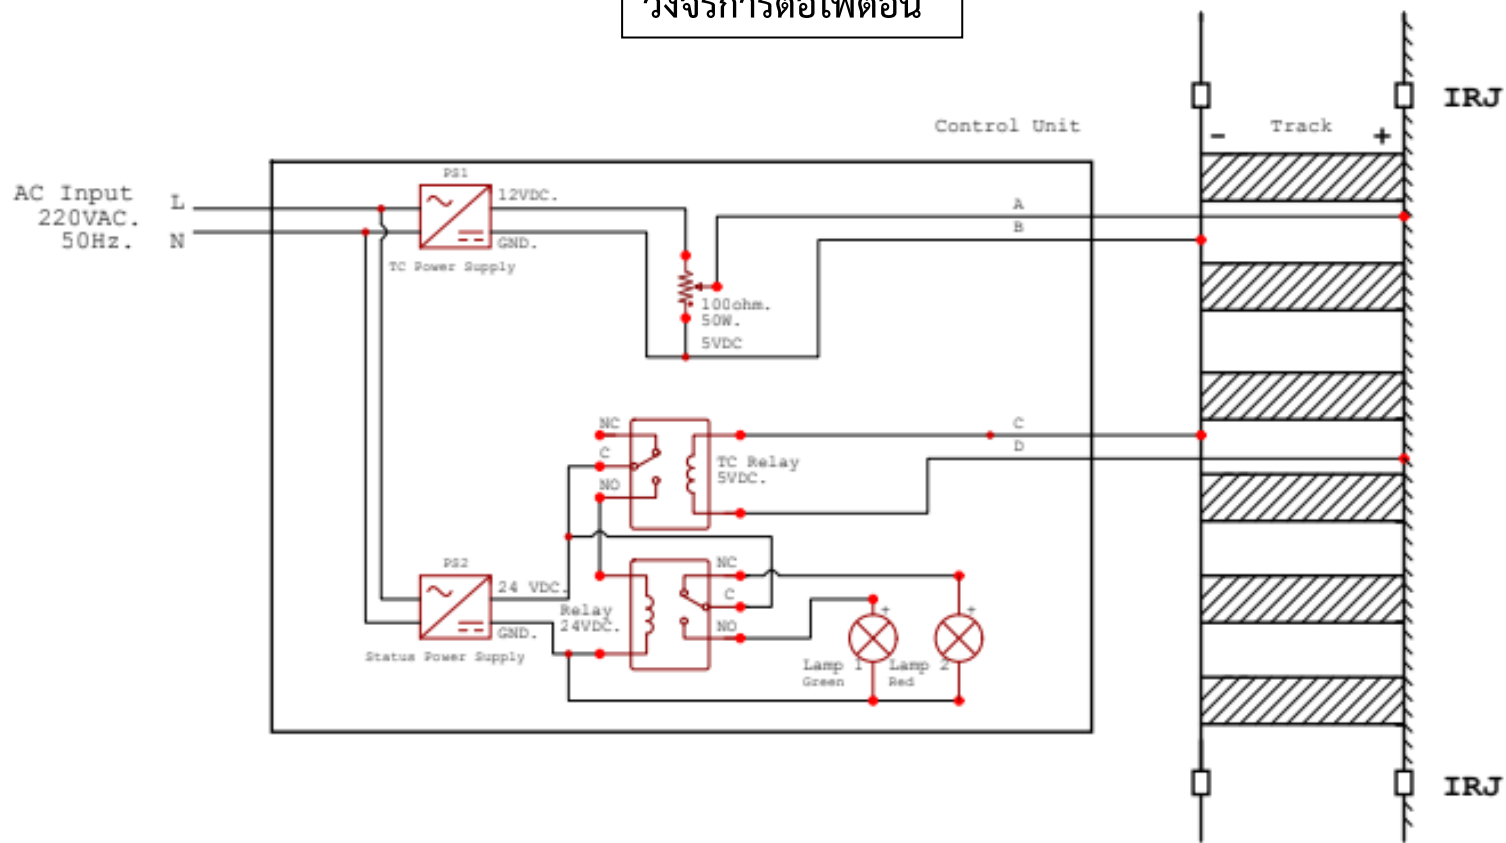 วงจรการต่อไฟตอน
IRJ
Control Unit
- Track +
PS1
AC Input
220VAC.
50Hz.
L
N
12VDC.
GND.
TC Power Supply
A
B
100ohm.
50W.
5VDC
NC
C
NO
TC Relay
5VDC.
C
D
PS2
24 VDC.
GND.
Status Power Supply
Relay
24VDC.
NC
C
NO
+
+
Lamp 1
Green
Lamp 2
Red
IRJ